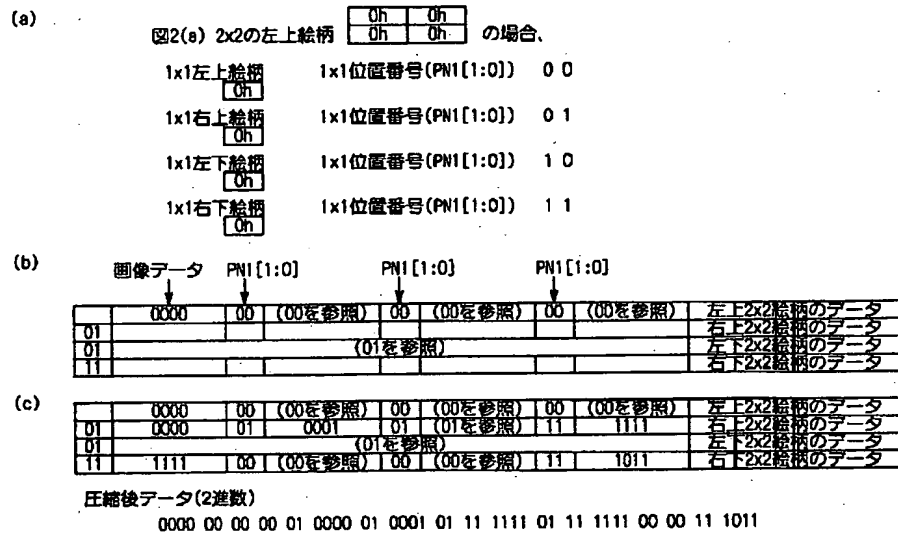 (a)
図2(a) 2x2の左上絵柄 0h 0h の場合、
0h 0h
1x1左上絵柄 1x1位置番号(PN1[1:0]) 0 0
0h
1x1右上絵柄 1x1位置番号(PN1[1:0]) 0 1
0h
1x1左下絵柄 1x1位置番号(PN1[1:0]) 1 0
0h
1x1右下絵柄 1x1位置番号(PN1[1:0]) 1 1
0h
(b)
画像データ PN1[1:0] PN1[1:0] PN1[1:0]
0000 00 (00を参照) 00 (00を参照) 00 (00を参照) 左上2x2絵柄のデータ
01 右上2x2絵柄のデータ
01 (01を参照) 左下2x2絵柄のデータ
11 右下2x2絵柄のデータ
(c)
0000 00 (00を参照) 00 (00を参照) 00 (00を参照) 左上2x2絵柄のデータ
01 0000 01 0001 01 (01を参照) 11 1111 右上2x2絵柄のデータ
01 (01を参照) 左下2x2絵柄のデータ
11 1111 00 (00を参照) 00 (00を参照) 11 1011 右下2x2絵柄のデータ
圧縮後データ(2進数)
0000 00 00 00 01 0000 01 0001 01 11 1111 01 11 1111 00 00 11 1011